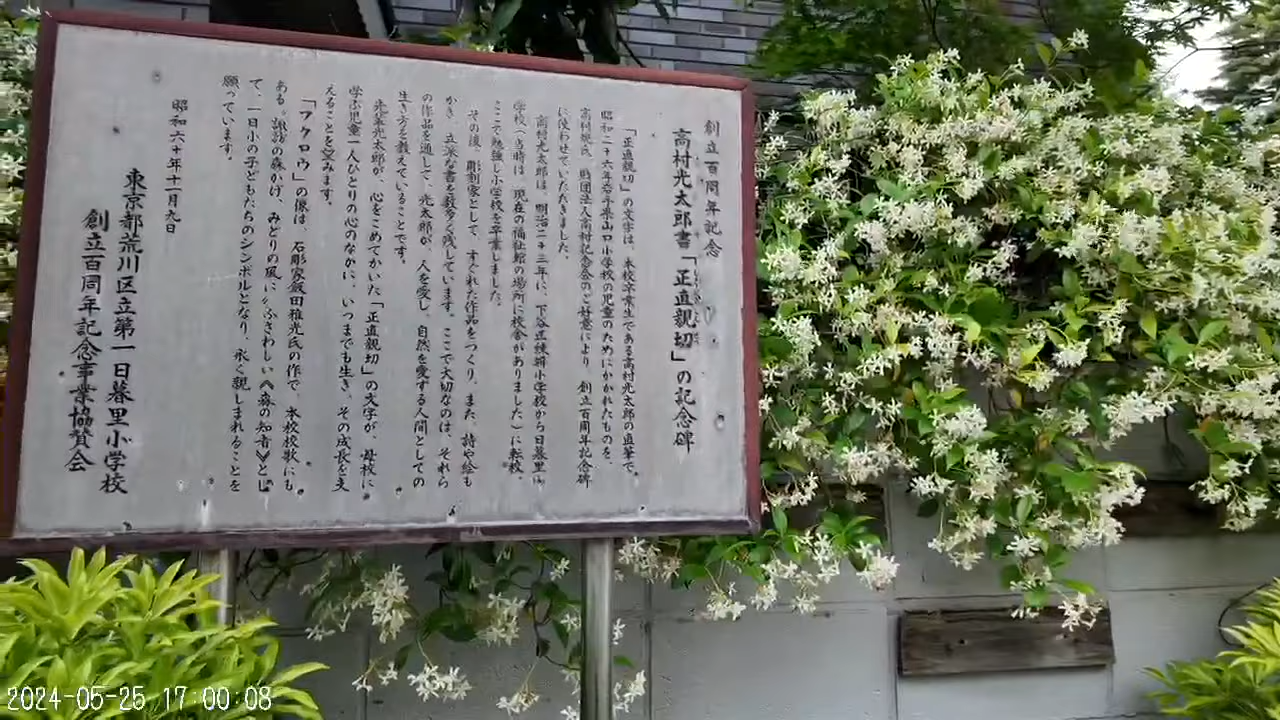 創立百周年記念
高村光太郎書「正直親切」の記念碑
「正直親切」の文字は、本校卒業生である高村光太郎の直筆で、
昭和二十六年岩手県山口小学校の児童のためにかかれたものを、
高村規氏、財団法人高村記念会のご好意により、創立百周年記念碑
に使わせていただきました。
高村光太郎は、明治二十三年に、下谷区練塀小学校から日暮里小
学校（当時は、現在の福祉館の場所に校舎がありました）に転校、
ここで勉強し小学校を卒業しました。
その後、彫刻家として、すぐれた作品をつくり、また、詩や絵も
かき、立派な書を数多く残しています。ここで大切なのは、それら
の作品を通して、光太郎が、人を愛し、自然を愛する人間としての
生き方を教えていることです。
光太郎が、心をこめてかいた「正直親切」の文字が、母校に
学ぶ児童一人ひとりの心のなかに、いつまでも生き、その成長を支
えることを望みます。
「フクロウ」の像は、石彫家飯田雅光氏の作で、本校校歌にも
ある。諏訪の森かげ、みどりの風に、ふさわしい《森の知者》とし
て、一日小の子どもたちのシンボルとなり、永く親しまれることを
願っています。
昭和六十年十一月九日
東京都荒川区立第一日暮里小学校
創立百周年記念事業協賛会
2024-05-25 17:00:08